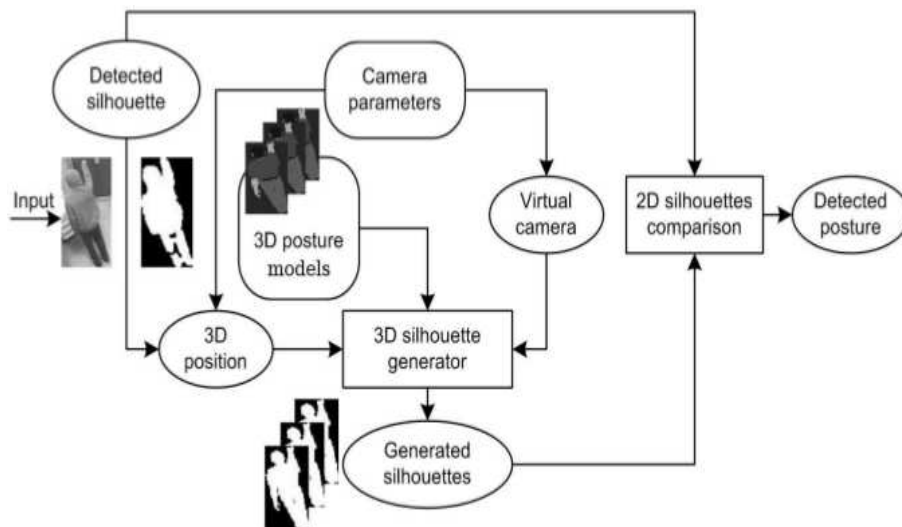 Detected
silhouette
Camera
parameters
Input
3D posture
models
Virtual
camera
2D silhouettes
comparison
Detected
posture
3D
position
3D silhouette
generator
Generated
silhouettes